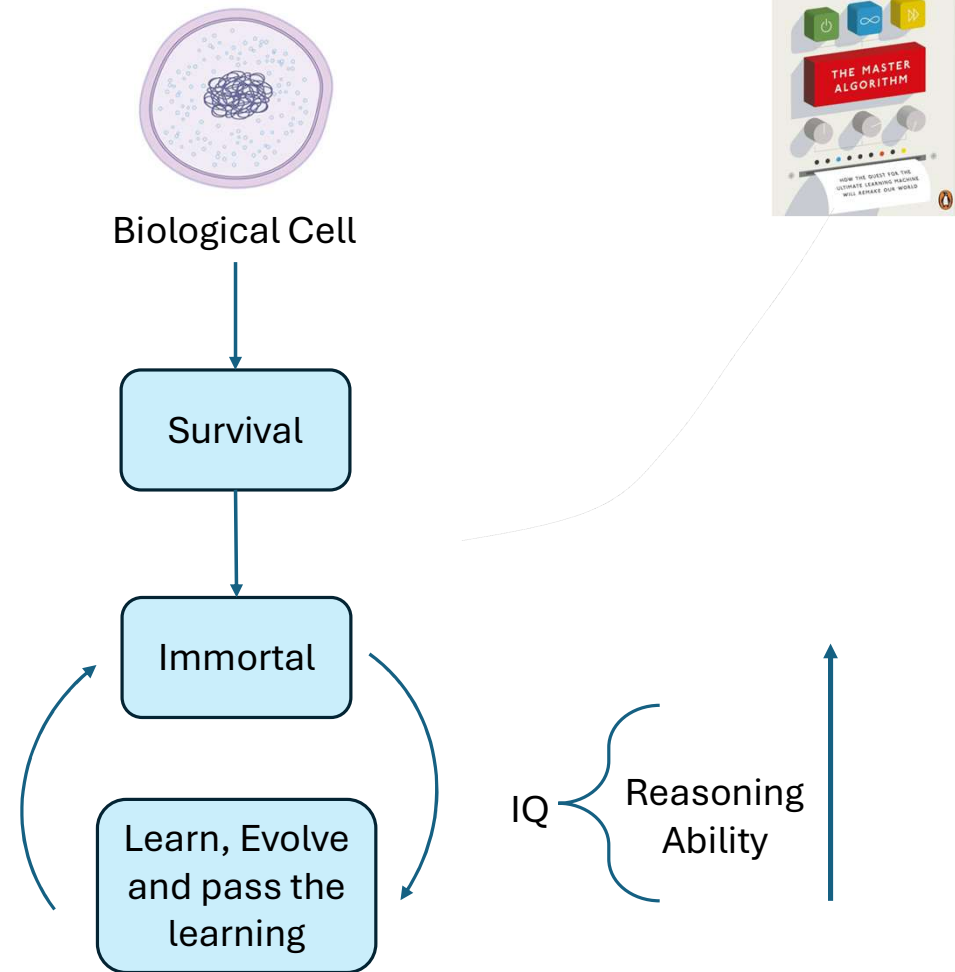 THE MASTER
ALGORITHM
HOW THE QUEST FOR THE
ULTIMATE LEARNING MACHINE
WILL REMAKE OUR WORLD
Biological Cell
Survival
Immortal
IQ
Reasoning
Ability
Learn, Evolve
and pass the
learning